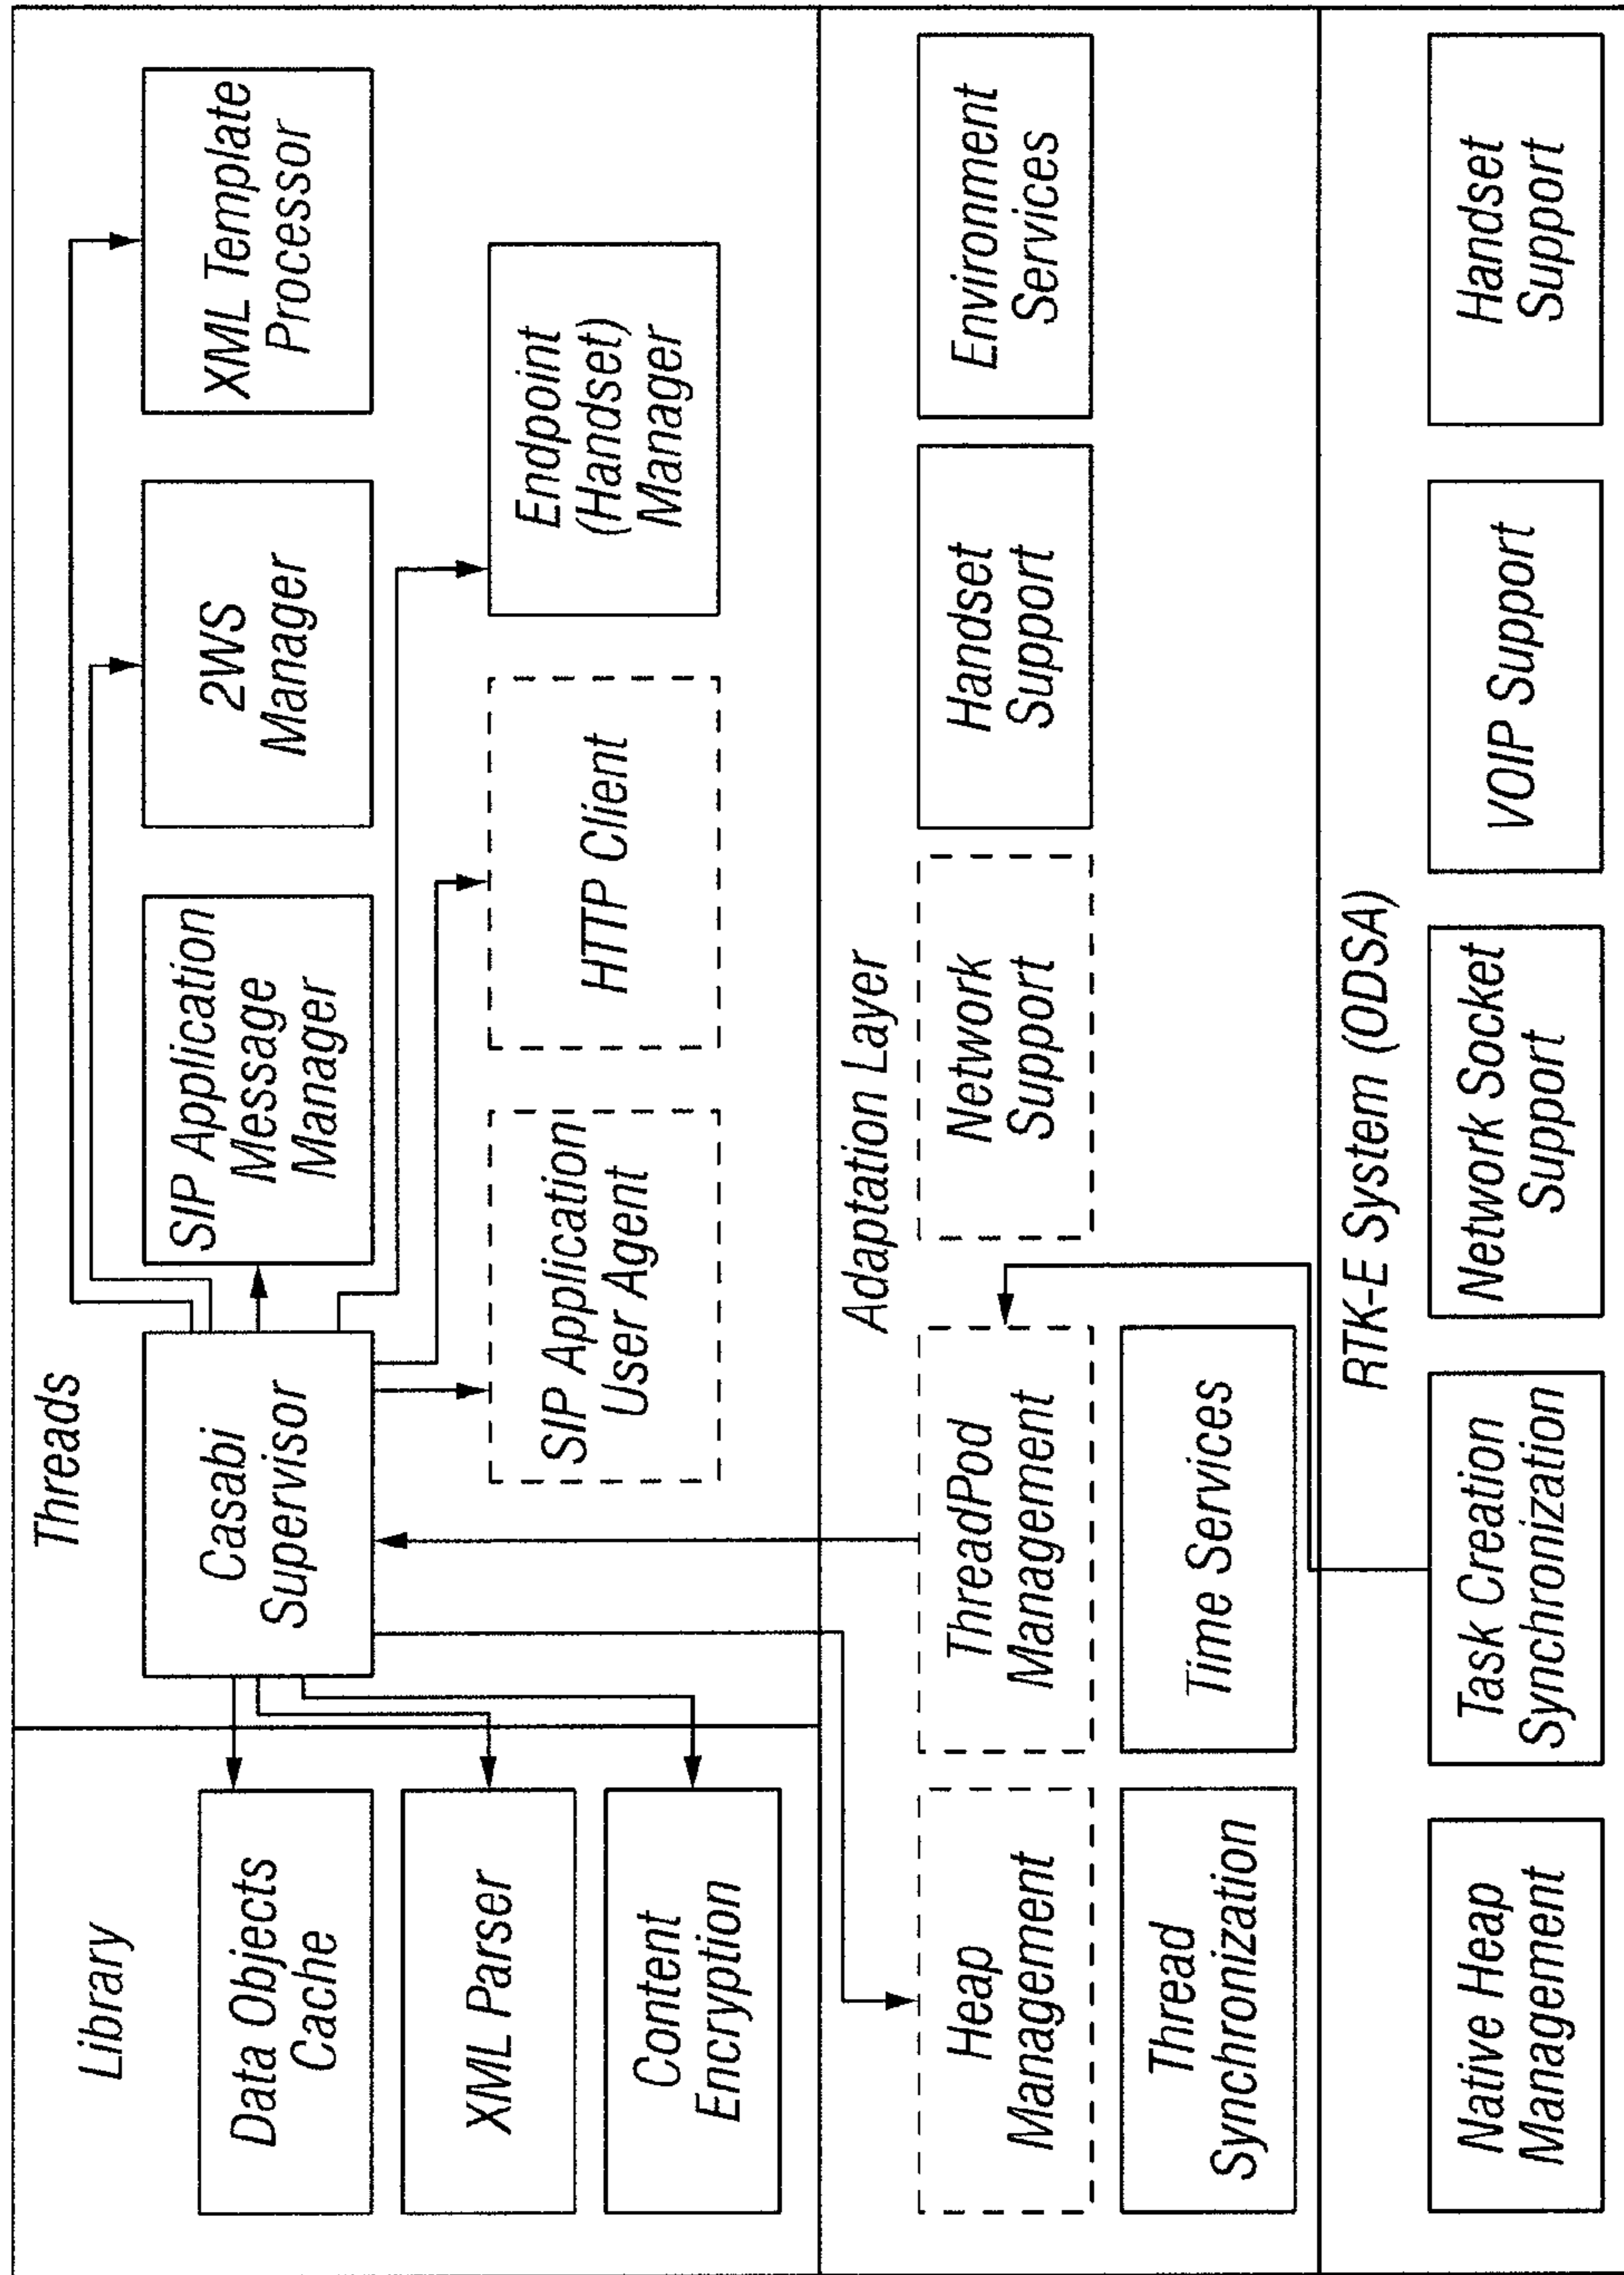 Library
Data Objects
Cache
XML Parser
Content
Encryption
Threads
Casabi
Supervisor
SIP Application
Message
Manager
2WS
Manager
XML Template
Processor
SIP Application
User Agent
HTTP Client
Endpoint
(Handset)
Manager
Adaptation Layer
Heap
Management
ThreadPod
Management
Network
Support
Handset
Support
Environment
Services
Thread
Synchronization
Time Services
RTK-E System (ODSA)
Native Heap
Management
Task Creation
Synchronization
Network Socket
Support
VOIP Support
Handset
Support